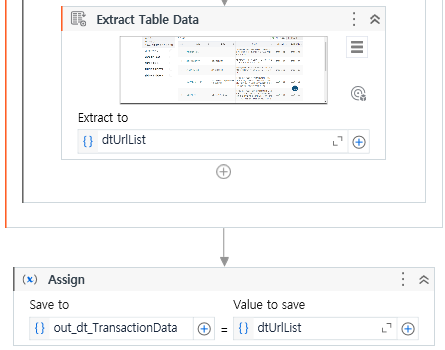 Extract Table Data
Extract to
{} dtUrlList
(x) Assign
Save to
Value to save
{} out_dt_TransactionData = {} dtUrlList